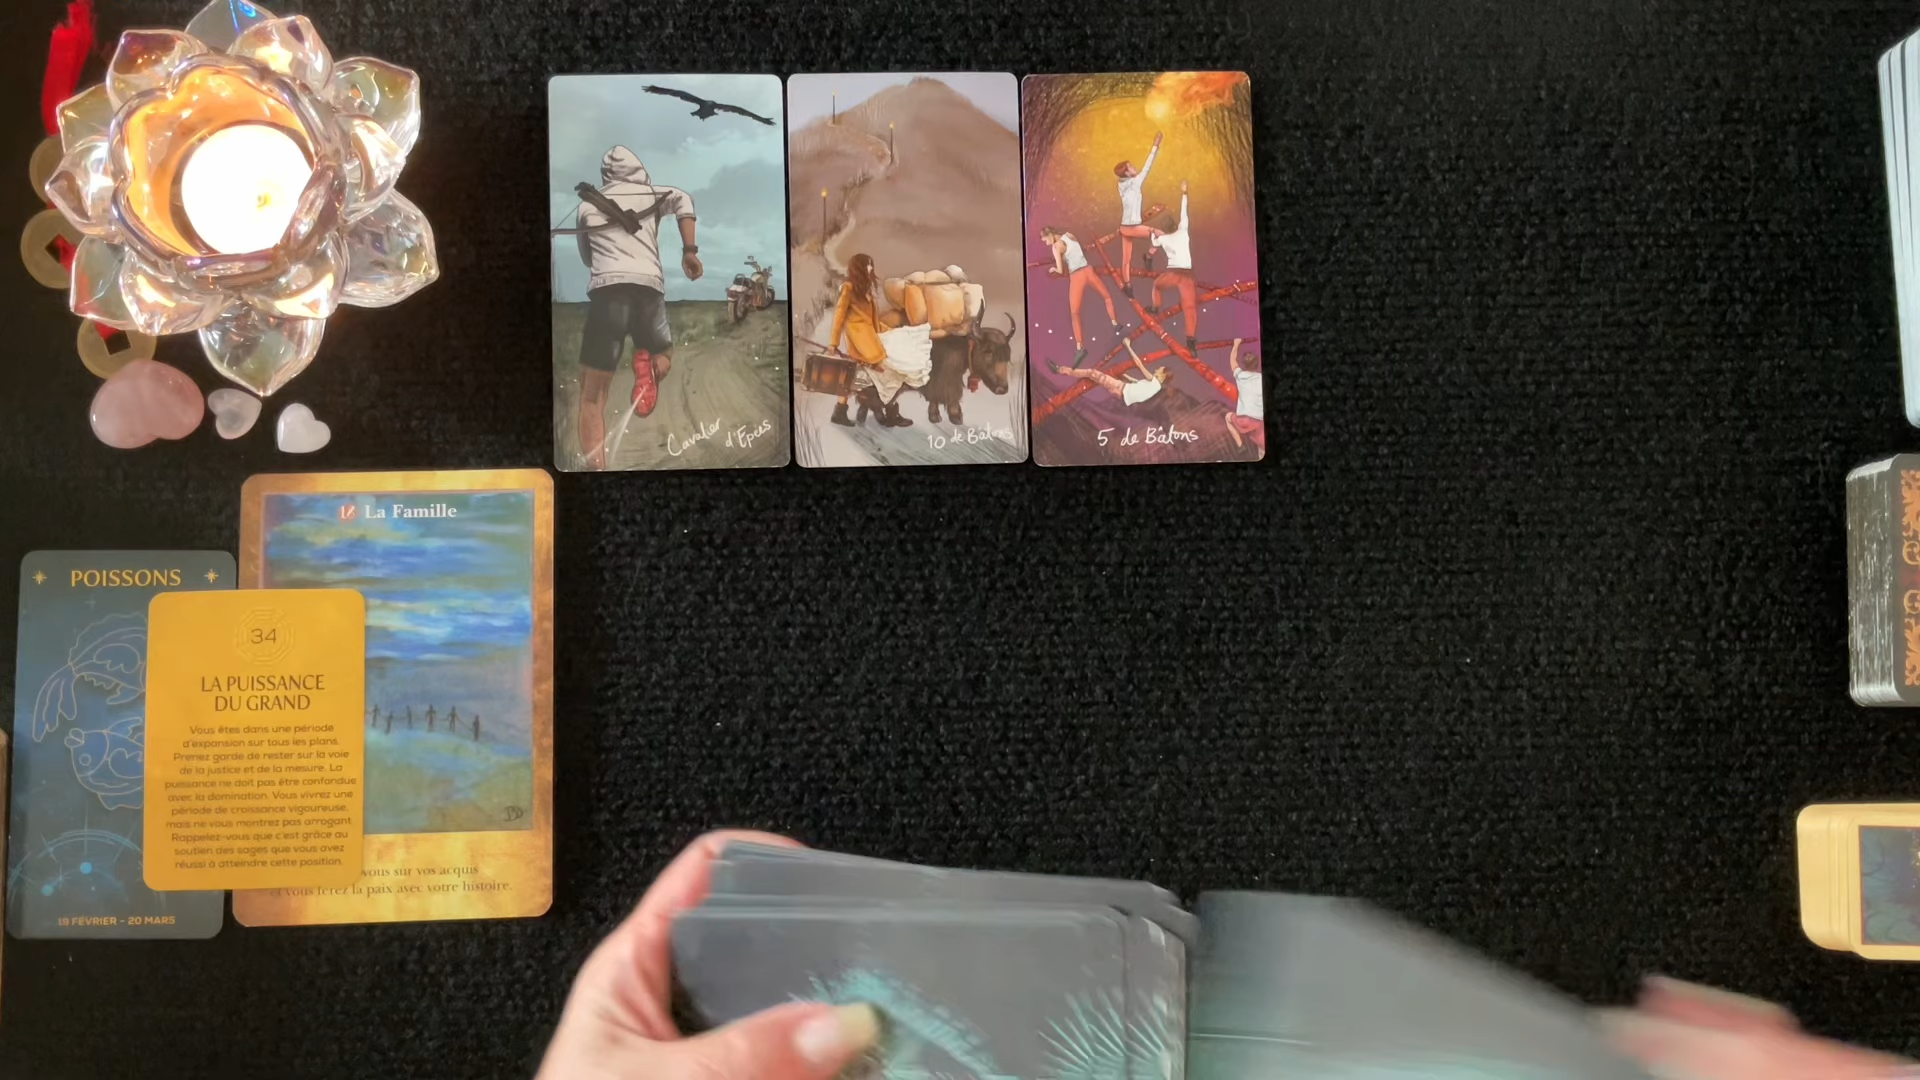 Cavalier d'Epées
10 de Bâtons
5 de Bâtons
La Famille
vous sur vos acquis
et vous ferez la paix avec votre histoire.
POISSONS
19 FÉVRIER - 20 MARS
34
LA PUISSANCE
DU GRAND
Vous êtes dans une période
d'expansion sur tous les plans.
Prenez garde de rester sur la voie
de la justice et de la mesure. La
puissance ne doit pas être confondue
avec la domination. Vous vivrez une
période de croissance vigoureuse,
mais ne vous montrez pas arrogant.
Rappelez-vous que c'est grâce au
soutien des sages que vous avez
réussi à atteindre cette position.